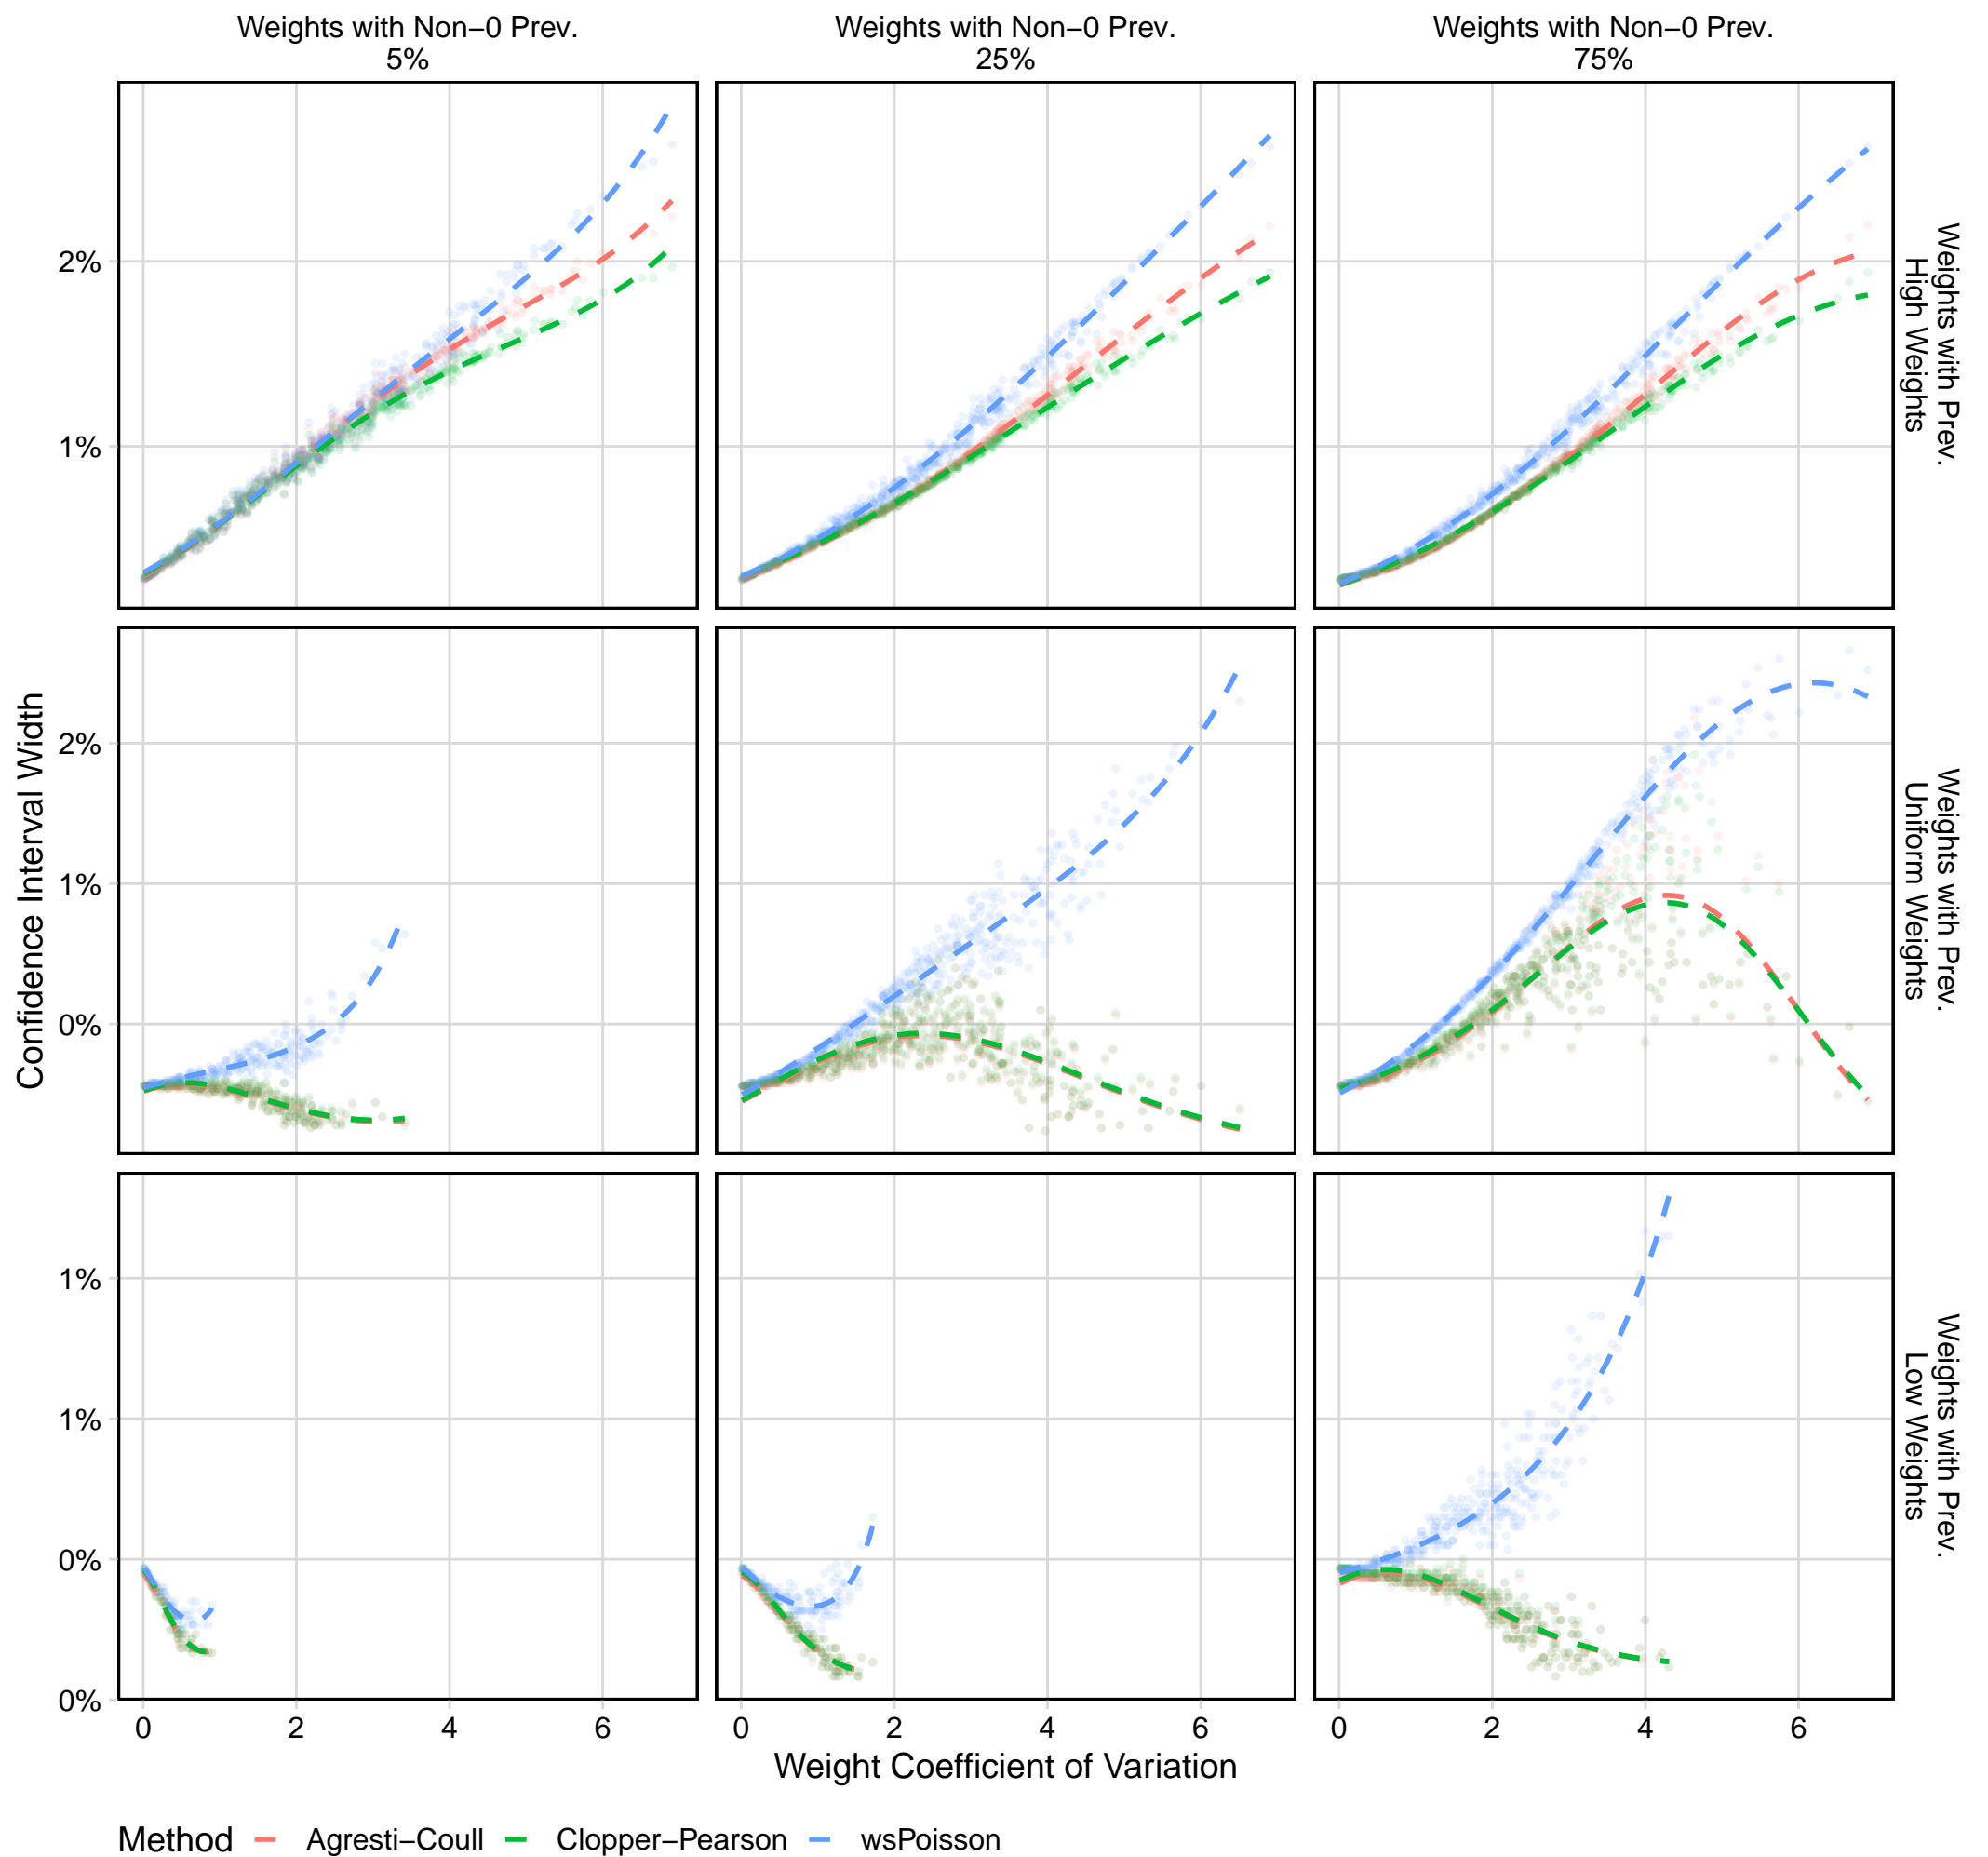 Weights with Non−0 Prev.
5%
Weights with Non−0 Prev.
25%
Weights with Non−0 Prev.
75%
2%
1%
Weights with Prev.
High Weights
Confidence Interval Width
2%
1%
0%
Weights with Prev.
Uniform Weights
1%
1%
0%
0%
Weights with Prev.
Low Weights
0 2 4 6
0 2 4 6
0 2 4 6
Weight Coefficient of Variation
Method Agresti−Coull Clopper−Pearson wsPoisson